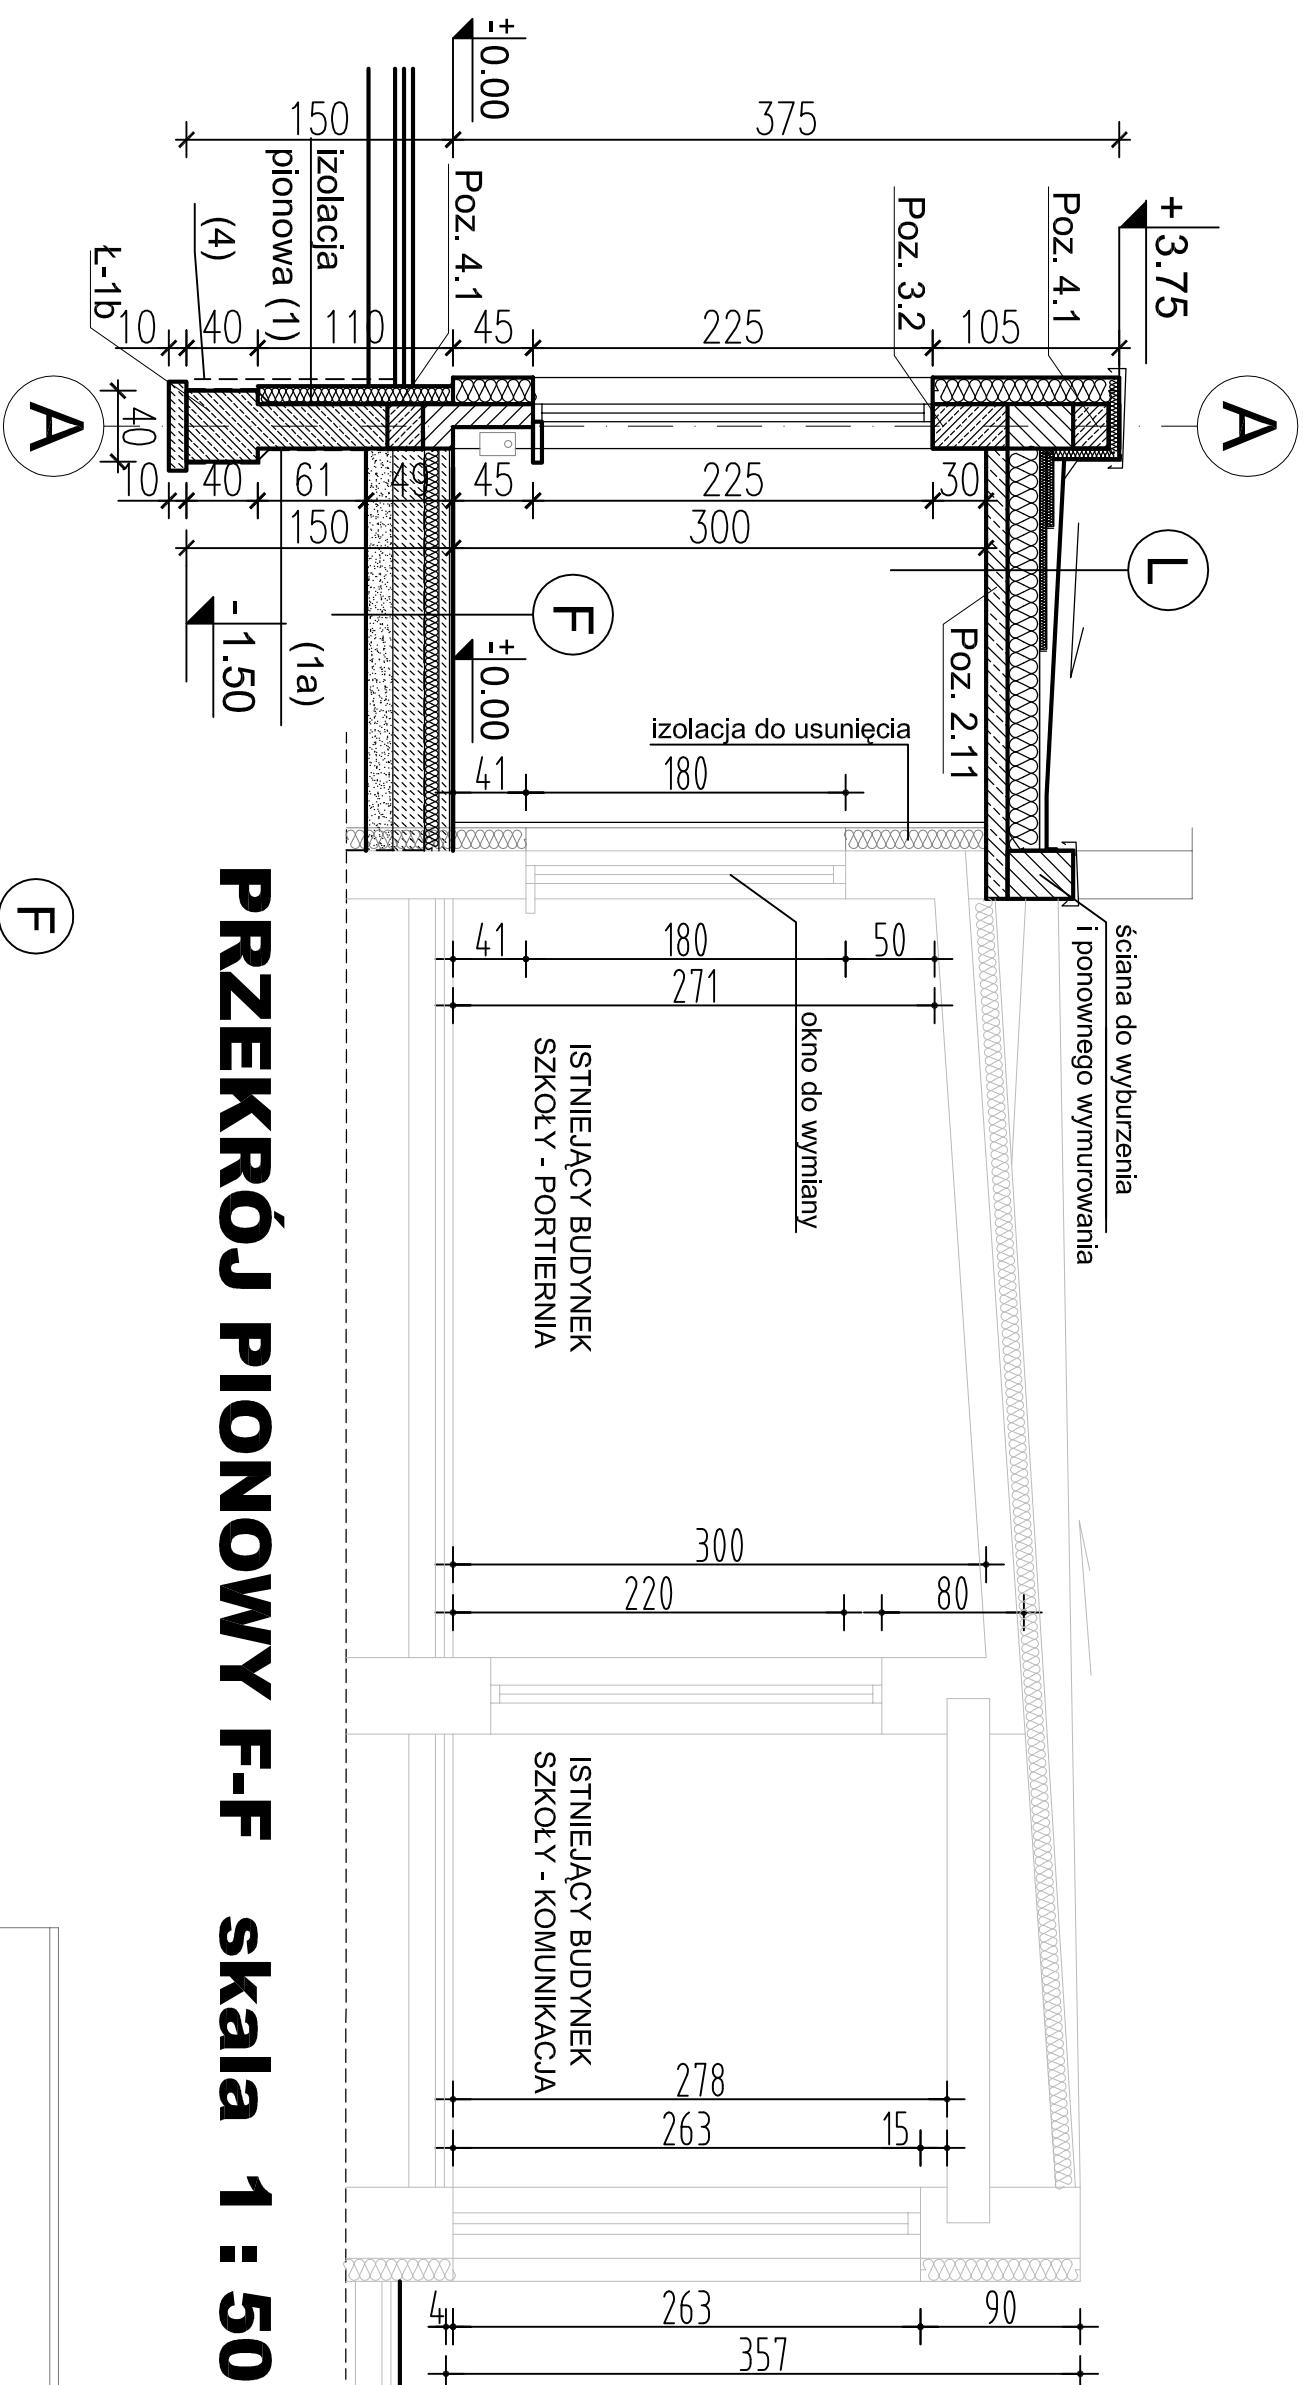 ± 0.00
150
375
izolacja
pionowa (1)
(4)
Ł-1b
Poz. 4.1
Poz. 3.2
Poz. 4.1
+ 3.75
10
40
110
45
225
105
A
40
A
10
40
61
49
45
225
30
150
300
L
F
- 1.50
(1a)
± 0.00
Poz. 2.11
izolacja do usunięcia
41
180
ściana do wyburzenia
i ponownego wymurowania
F
41
180
50
271
okno do wymiany
ISTNIEJĄCY BUDYNEK
SZKOŁY - PORTIERNIA
300
220
80
ISTNIEJĄCY BUDYNEK
SZKOŁY - KOMUNIKACJA
278
263
15
4
263
90
357
PRZEKRÓJ PIONOWY F-F skala 1 : 50